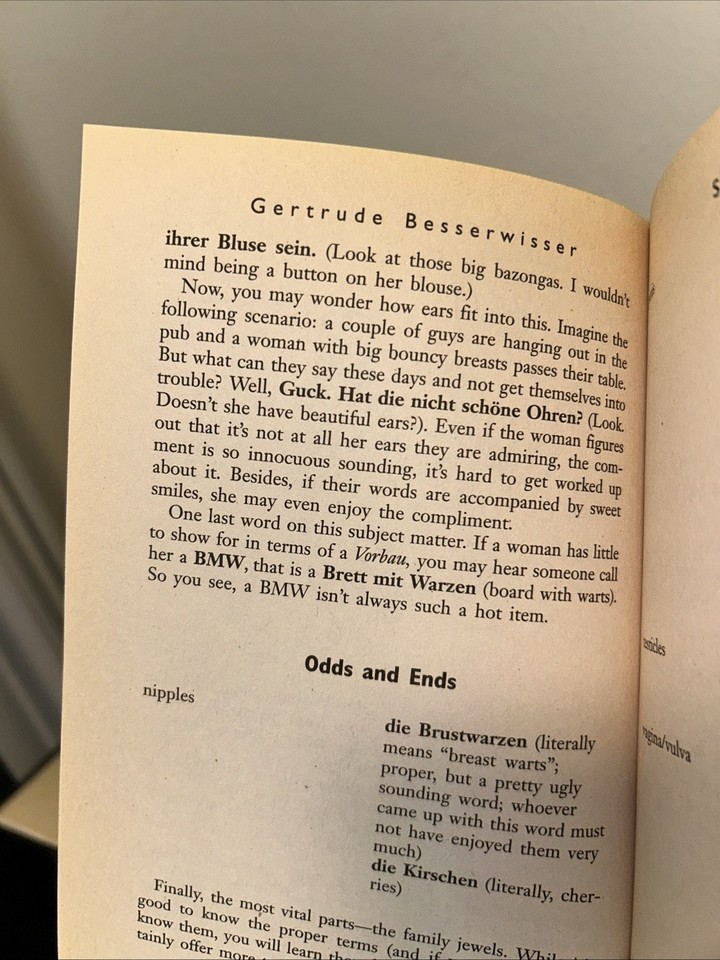 Gertrude Besserwisser
ihrer Bluse sein. (Look at those big bazongas. I wouldn't
mind being a button on her blouse.)
Now, you may wonder how ears fit into this. Imagine the
following scenario: a couple of guys are hanging out in the
pub and a woman with big bouncy breasts passes their table.
But what can they say these days and not get themselves into
trouble? Well, Guck. Hat die nicht schöne Ohren? (Look.
Doesn't she have beautiful ears?). Even if the woman figures
out that it's not at all her ears they are admiring, the com-
ment is so innocuous sounding, it's hard to get worked up
about it. Besides, if their words are accompanied by sweet
smiles, she may even enjoy the compliment.
One last word on this subject matter. If a woman has little
to show for in terms of a Vorbau, you may hear someone call
her a BMW, that is a Brett mit Warzen (board with warts).
So you see, a BMW isn't always such a hot item.
Odds and Ends
nipples
die Brustwarzen (literally
means "breast warts";
proper, but a pretty ugly
sounding word; whoever
came up with this word must
not have enjoyed them very
much)
die Kirschen (literally, cher-
ries)
Finally, the most vital parts—the family jewels.
good to know the proper terms (and if
know them, you will learn
tainly offer more
testicles
vagina/vulva